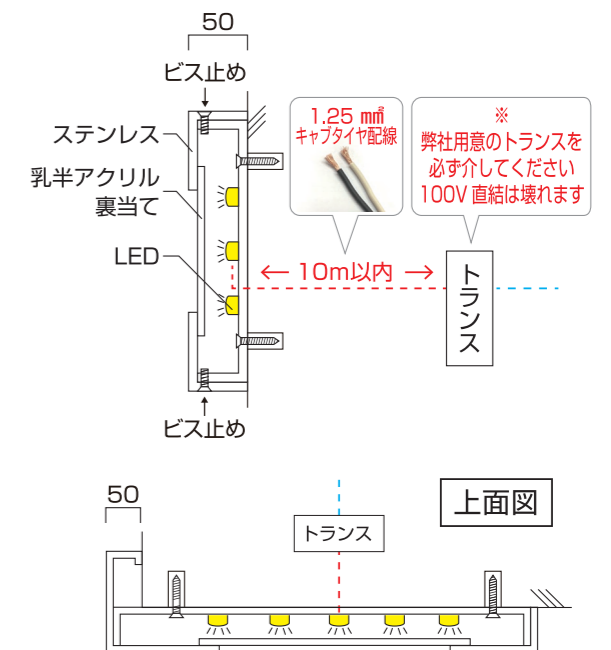 50
ビス止め
ステンレス
乳半アクリル
裏当て
LED
1.25 ㎟
キャブタイヤ配線
※
弊社用意のトランスを
必ず介してください
100V 直結は壊れます
← 10m以内 →
トランス
ビス止め
50
上面図
トランス